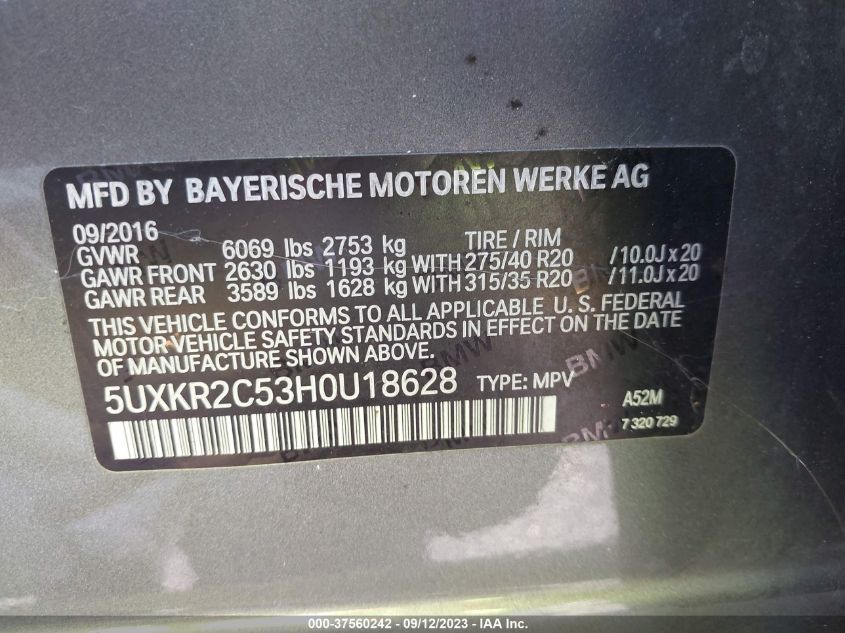 MFD BY BAYERISCHE MOTOREN WERKE AG
09/2016
GVWR 6069 lbs 2753 kg TIRE / RIM
GAWR FRONT 2630 lbs 1193 kg WITH 275/40 R20 /10.0J x 20
GAWR REAR 3589 lbs 1628 kg WITH 315/35 R20 /11.0J x 20
THIS VEHICLE CONFORMS TO ALL APPLICABLE U. S. FEDERAL
MOTOR VEHICLE SAFETY STANDARDS IN EFFECT ON THE DATE
OF MANUFACTURE SHOWN ABOVE.
5UXKR2C53H0U18628 TYPE: MPV A52M
7 320 729
BMW
000-37560242 - 09/12/2023 - IAAI.com